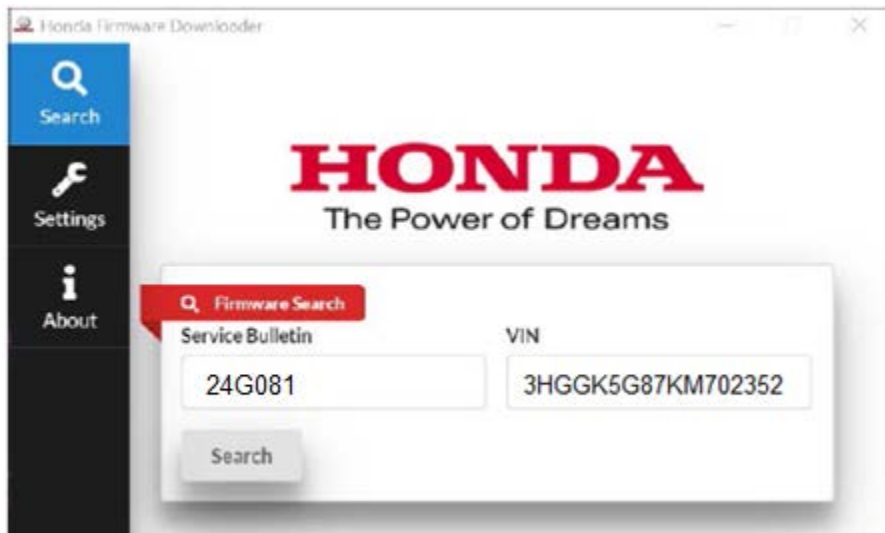 Honda Firmware Downloader
Search
Settings
About
HONDA
The Power of Dreams
Firmware Search
Service Bulletin
VIN
24G081
3HGGK5G87KM702352
Search